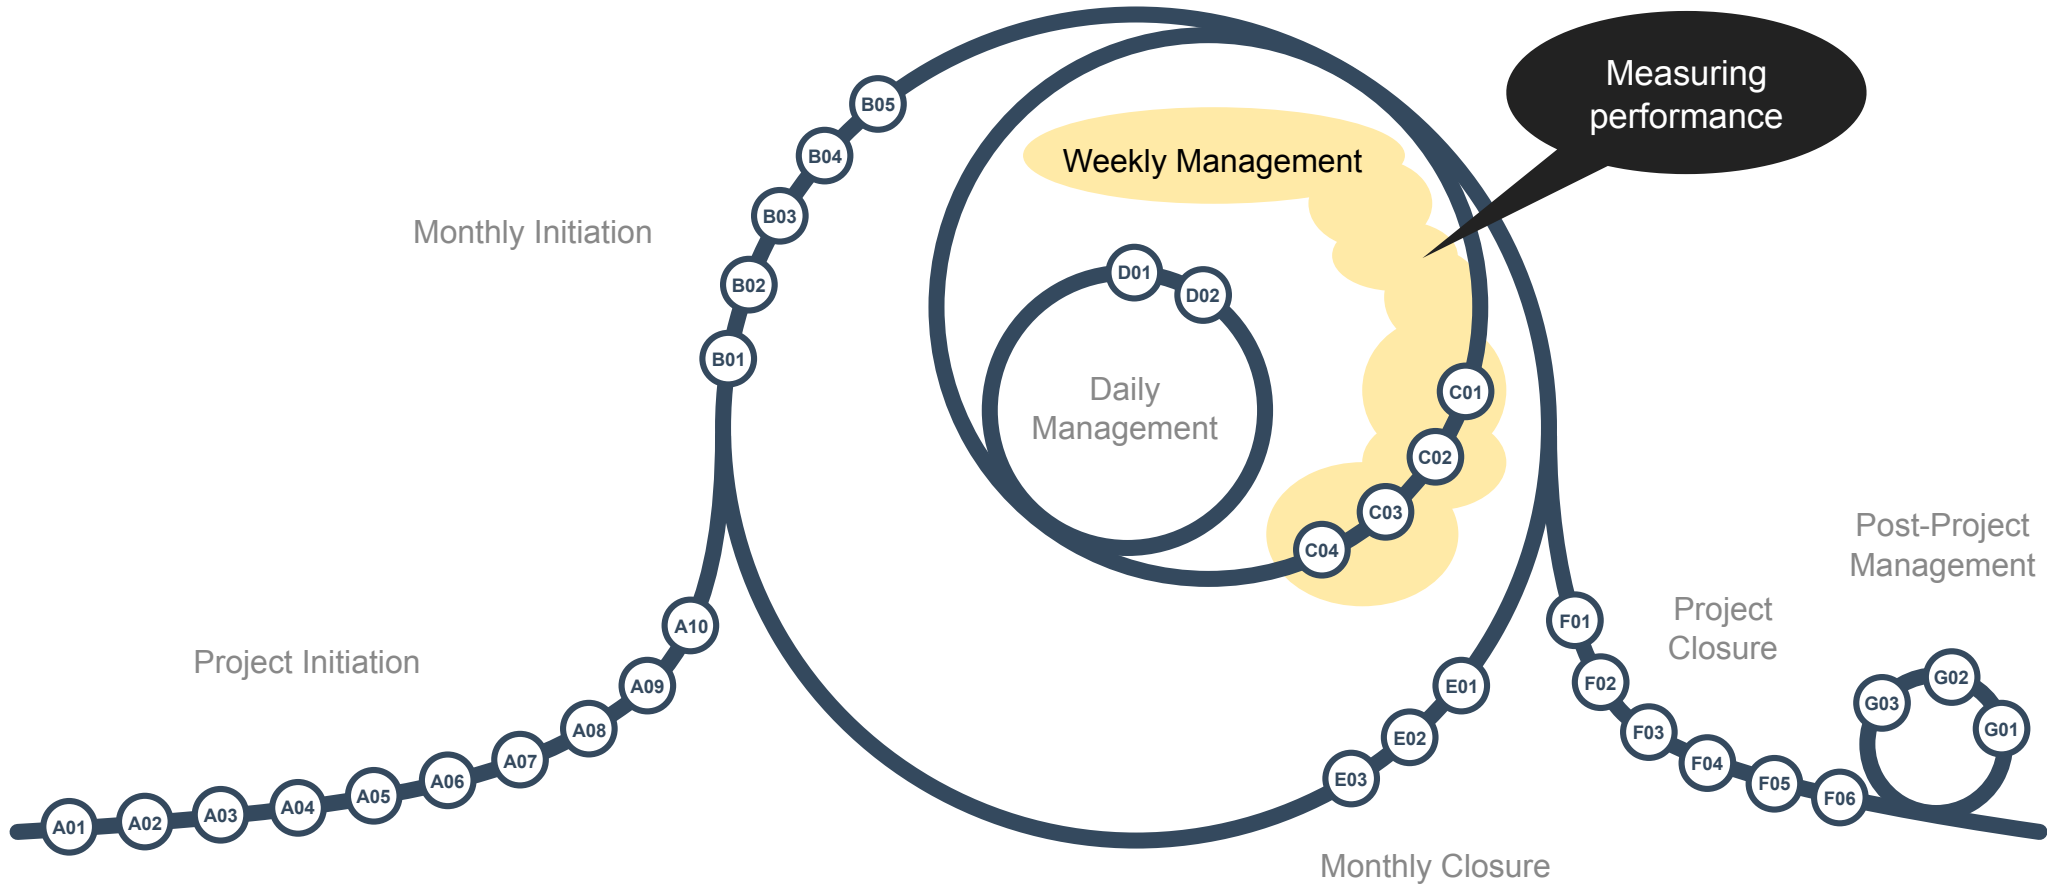 Measuring
performance
Weekly Management
Monthly Initiation
Daily
Management
Project Initiation
Post-Project
Management
Project
Closure
Monthly Closure
A01
A02
A03
A04
A05
A06
A07
A08
A09
A10
B01
B02
B03
B04
B05
C01
C02
C03
C04
D01
D02
E01
E02
E03
F01
F02
F03
F04
F05
F06
G01
G02
G03